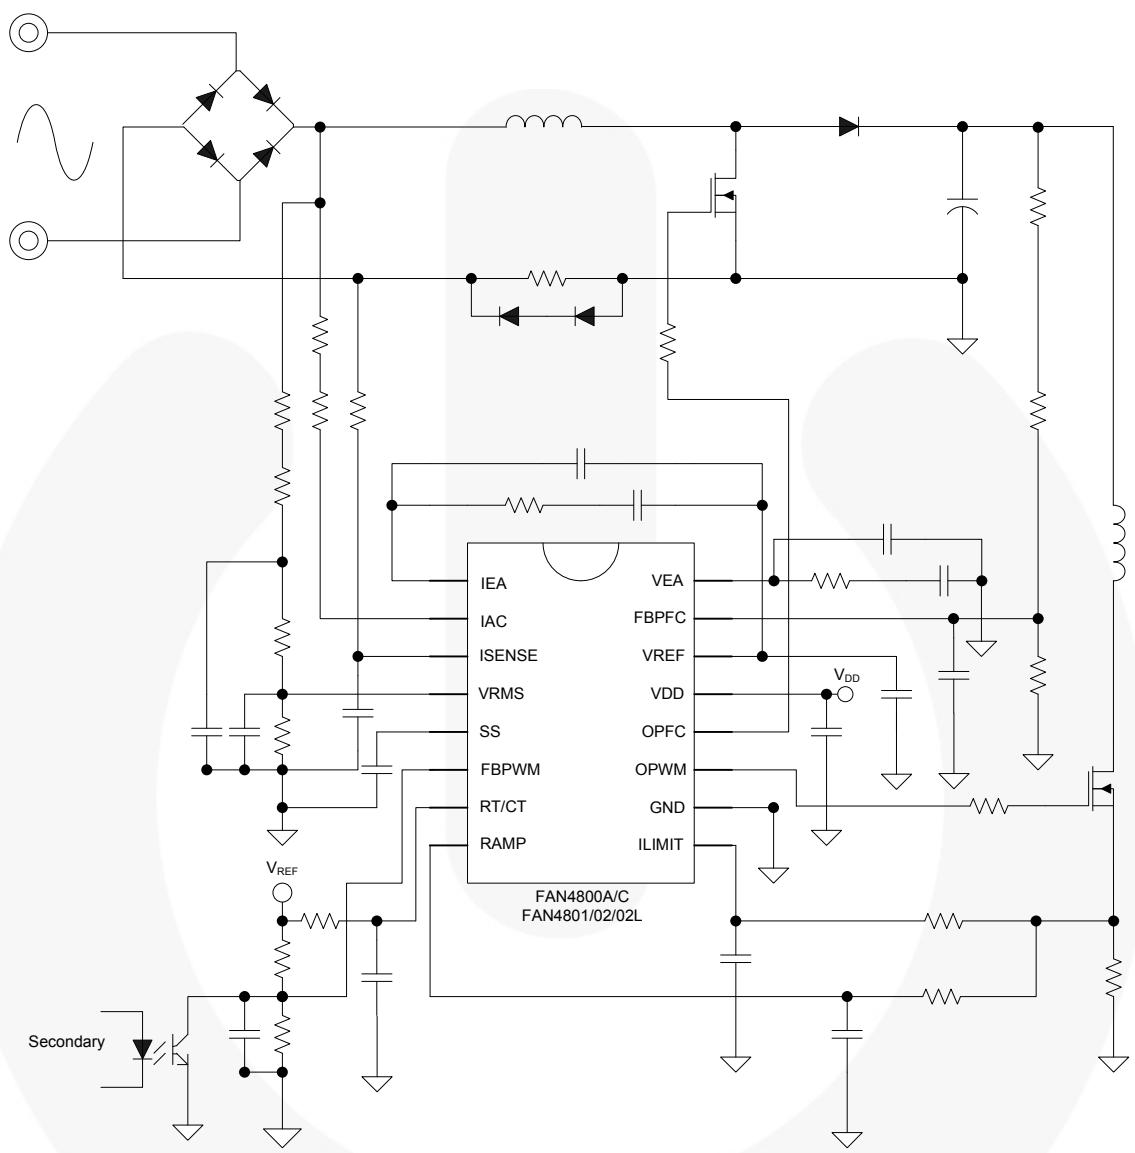 IEA
IAC
ISENSE
VRMS
SS
FBPWM
RT/CT
RAMP
VEA
FBPFC
VREF
VDD
OPFC
OPWM
GND
ILIMIT
VDD
VREF
FAN4800A/C
FAN4801/02/02L
Secondary